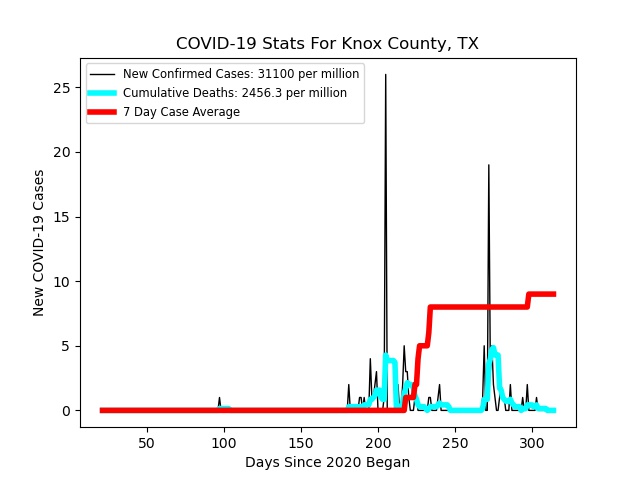 COVID-19 Stats For Knox County, TX
New Confirmed Cases: 31100 per million
Cumulative Deaths: 2456.3 per million
7 Day Case Average
New COVID-19 Cases
25
20
15
10
5
0
50 100 150 200 250 300
Days Since 2020 Began